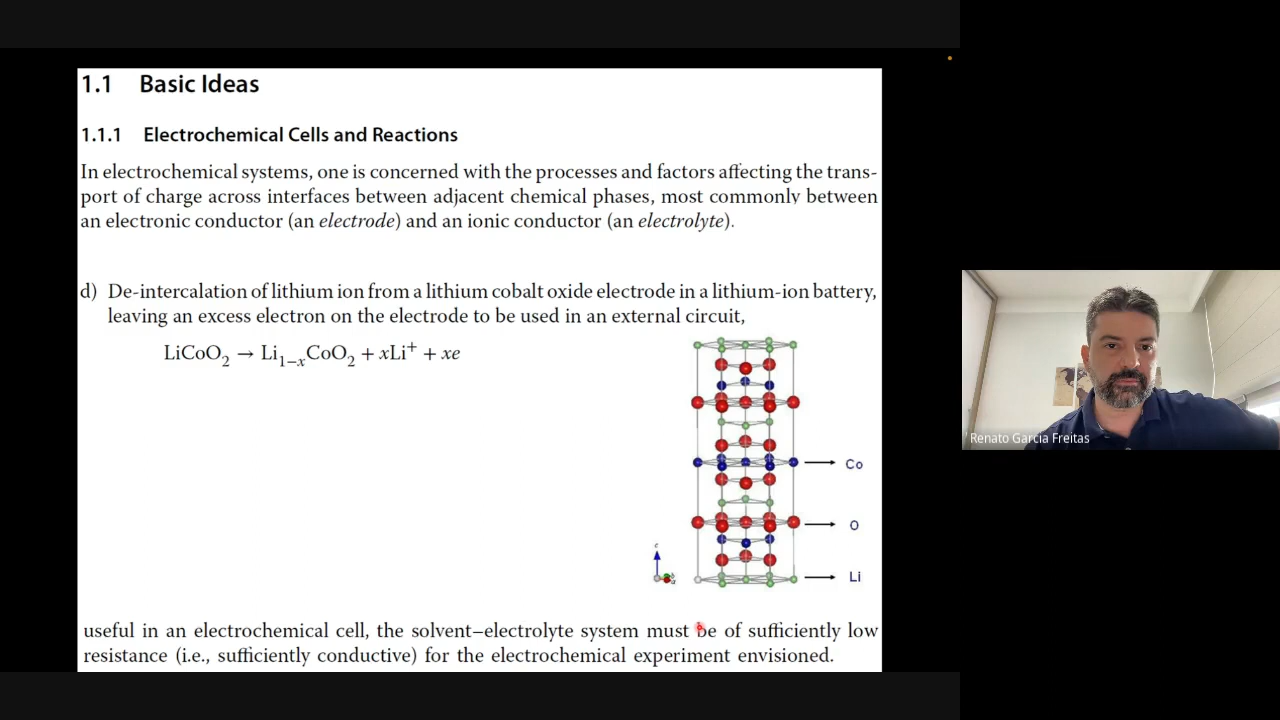 1.1 Basic Ideas
1.1.1 Electrochemical Cells and Reactions
In electrochemical systems, one is concerned with the processes and factors affecting the trans-
port of charge across interfaces between adjacent chemical phases, most commonly between
an electronic conductor (an electrode) and an ionic conductor (an electrolyte).
d) De-intercalation of lithium ion from a lithium cobalt oxide electrode in a lithium-ion battery,
leaving an excess electron on the electrode to be used in an external circuit,
LiCoO₂ → Li₁₋ₓCoO₂ + xLi⁺ + xe
Co
O
Li
c
useful in an electrochemical cell, the solvent–electrolyte system must be of sufficiently low
resistance (i.e., sufficiently conductive) for the electrochemical experiment envisioned.
Renato Garcia Freitas